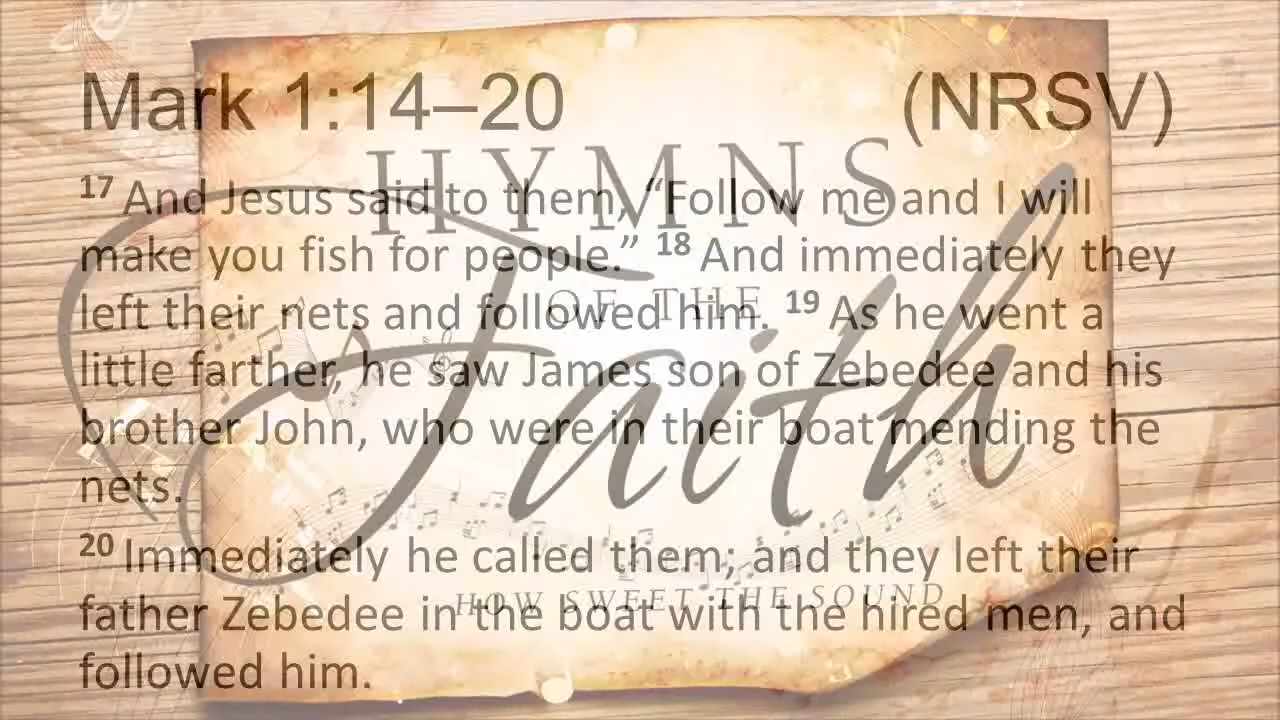 Mark 1:14–20 (NRSV)
HYMNS
17 And Jesus said to them, “Follow me and I will
make you fish for people.” 18 And immediately they
OF THE
left their nets and followed him. 19 As he went a
Faith
little farther, he saw James son of Zebedee and his
brother John, who were in their boat mending the
nets.
20 Immediately he called them; and they left their
HOW SWEET THE SOUND
father Zebedee in the boat with the hired men, and
followed him.